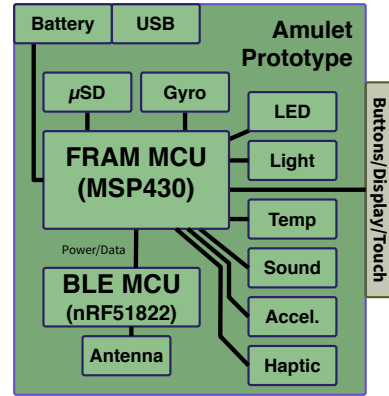 Battery
USB
Amulet
Prototype
µSD
Gyro
LED
FRAM MCU
(MSP430)
Light
Buttons/Display/Touch
Temp
Power/Data
Sound
BLE MCU
(nRF51822)
Accel.
Antenna
Haptic